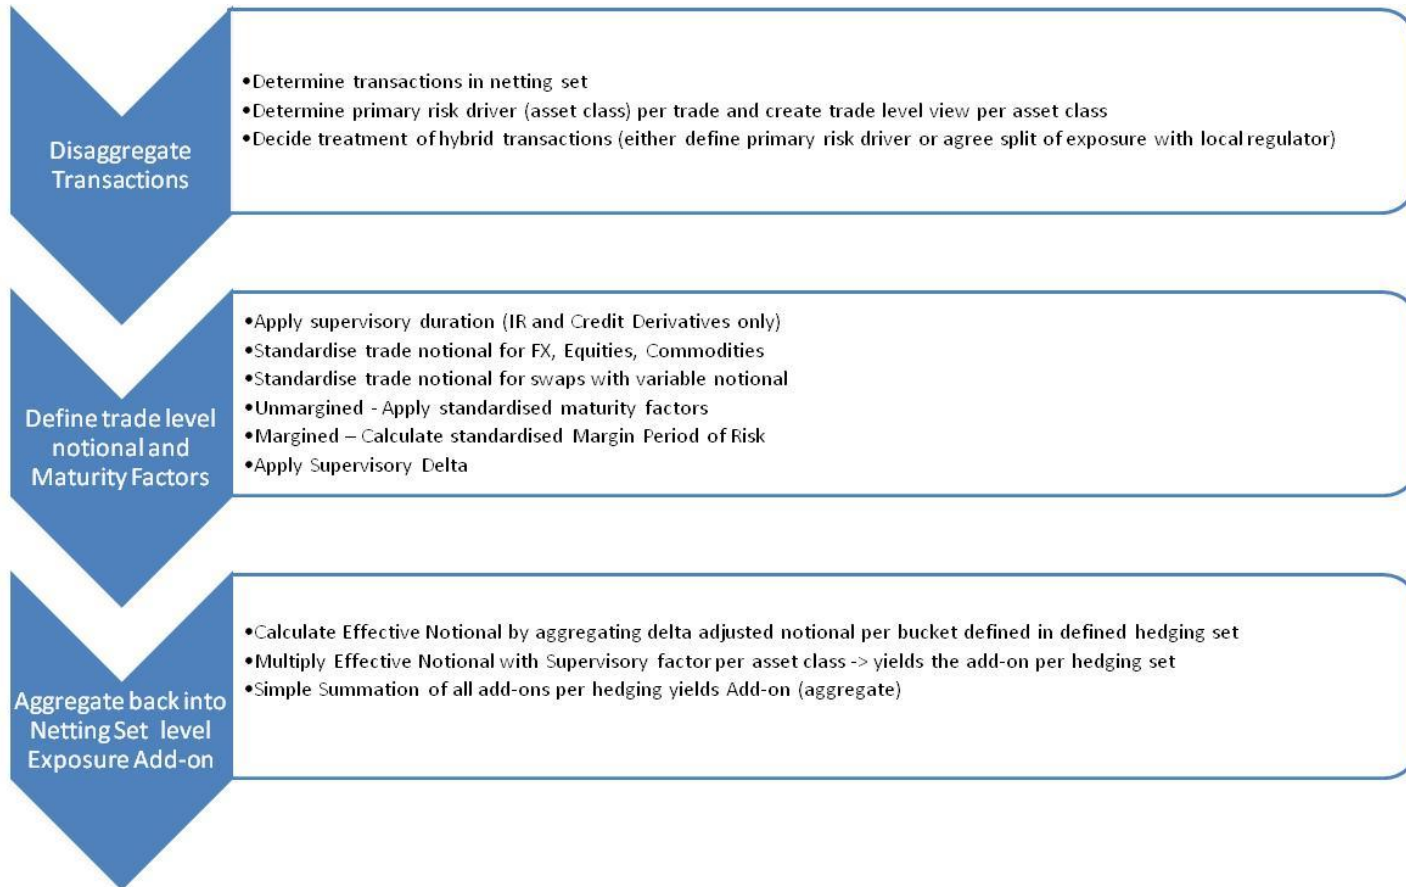 Disaggregate
Transactions
•Determine transactions in netting set
•Determine primary risk driver (asset class) per trade and create trade level view per asset class
•Decide treatment of hybrid transactions (either define primary risk driver or agree split of exposure with local regulator)
Define trade level
notional and
Maturity Factors
•Apply supervisory duration (IR and Credit Derivatives only)
•Standardise trade notional for FX, Equities, Commodities
•Standardise trade notional for swaps with variable notional
•Unmargined - Apply standardised maturity factors
•Margined – Calculate standardised Margin Period of Risk
•Apply Supervisory Delta
Aggregate back into
Netting Set level
Exposure Add-on
•Calculate Effective Notional by aggregating delta adjusted notional per bucket defined in defined hedging set
•Multiply Effective Notional with Supervisory factor per asset class -> yields the add-on per hedging set
•Simple Summation of all add-ons per hedging yields Add-on (aggregate)